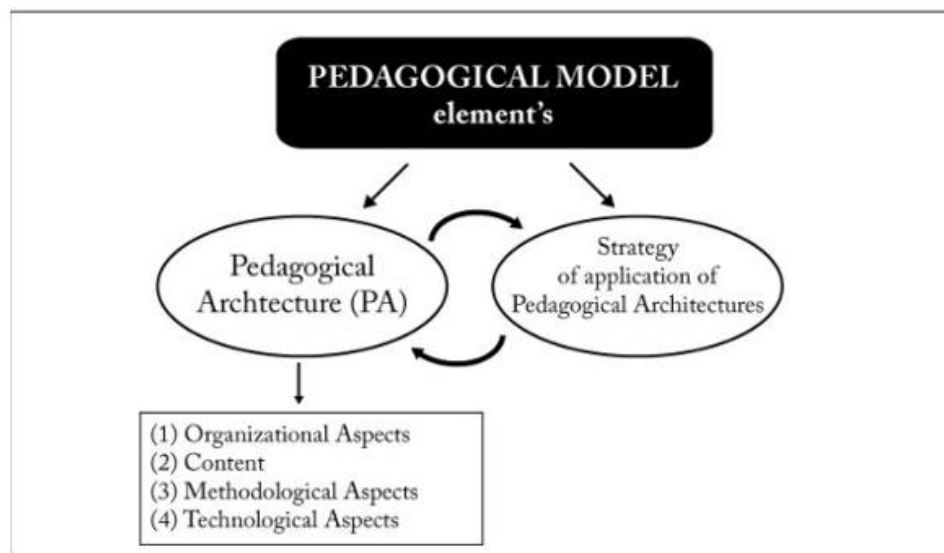 PEDAGOGICAL MODEL
element's
Pedagogical
Archtecture (PA)
Strategy
of application of
Pedagogical Architectures
(1) Organizational Aspects
(2) Content
(3) Methodological Aspects
(4) Technological Aspects